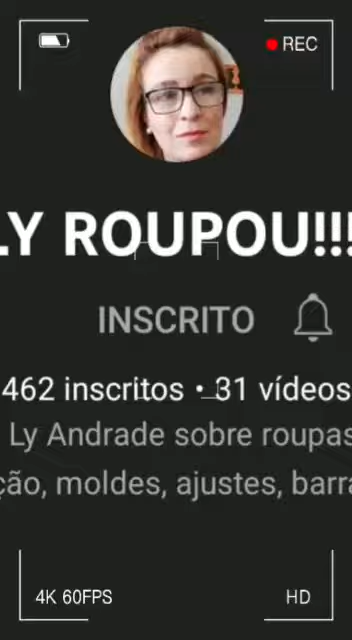 REC
LY ROUPOU!!!
INSCRITO
462 inscritos • 31 vídeos
Ly Andrade sobre roupas
ção, moldes, ajustes, barra
4K 60FPS
HD